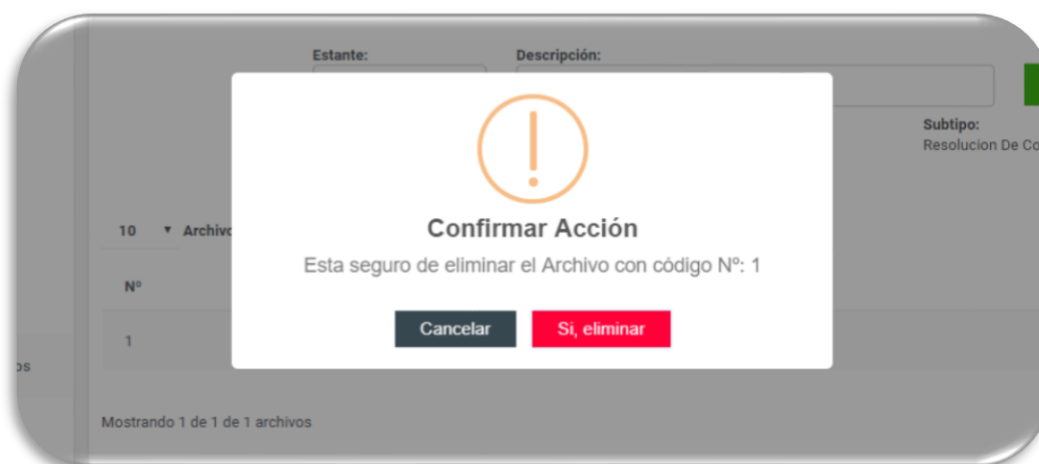 Estante: Descripción:
Subtipo:
Resolucion De Co
Confirmar Acción
10 Archivo
Esta seguro de eliminar el Archivo con código Nº: 1
Nº
Cancelar Si, eliminar
1
os
Mostrando 1 de 1 de 1 archivos